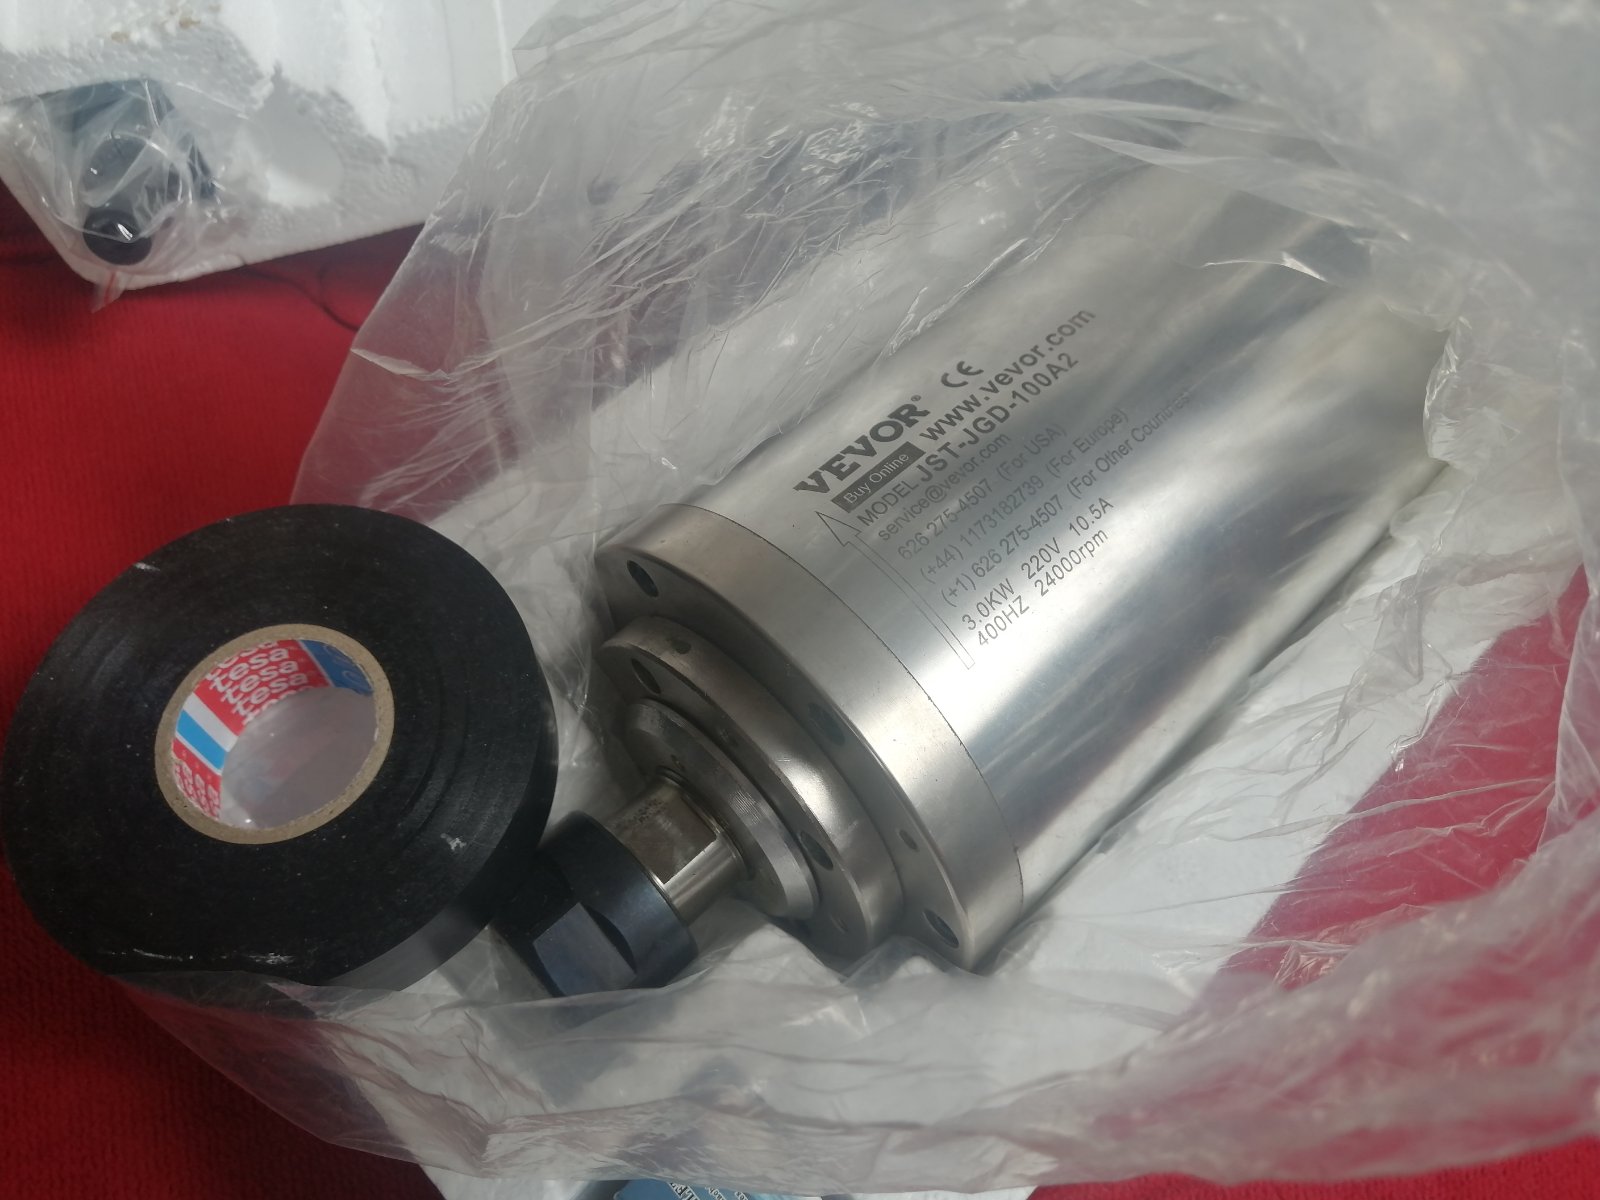 VEVOR® CE
Buy Online www.vevor.com
MODEL JST-JGD-100A2
service@vevor.com
626 275-4507 (For USA)
(+44) 1173182739 (For Europe)
(+1) 626 275-4507 (For Other Countries)
3.0KW 220V 10.5A
400HZ 24000rpm
tesa
tesa
tesa
tesa